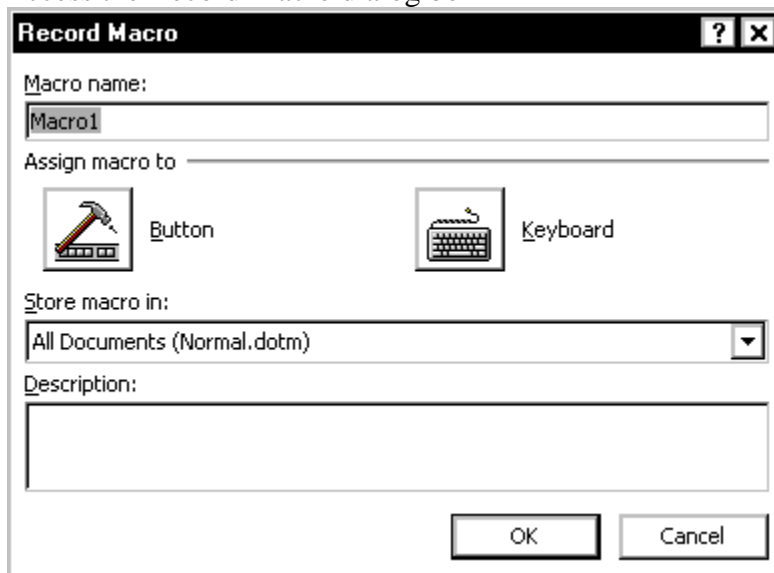 Record Macro ? X
Macro name:
Macro1
Assign macro to
Button Keyboard
Store macro in:
All Documents (Normal.dotm)
Description:
OK Cancel